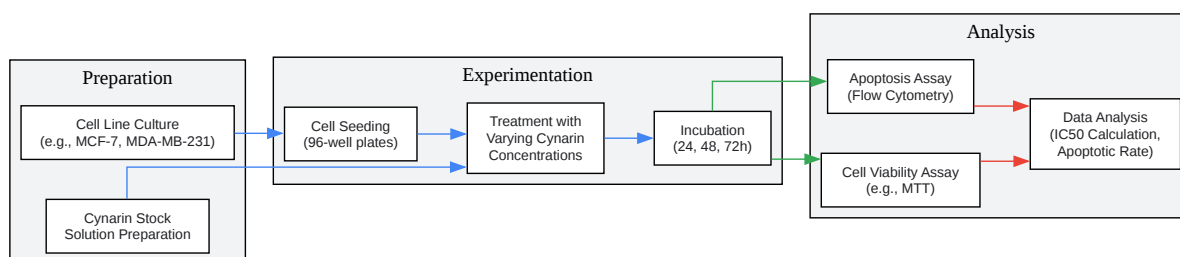 Preparation
Cell Line Culture
(e.g., MCF-7, MDA-MB-231)
Cynarin Stock
Solution Preparation
Experimentation
Cell Seeding
(96-well plates)
Treatment with
Varying Cynarin
Concentrations
Incubation
(24, 48, 72h)
Analysis
Apoptosis Assay
(Flow Cytometry)
Cell Viability Assay
(e.g., MTT)
Data Analysis
(IC50 Calculation,
Apoptotic Rate)